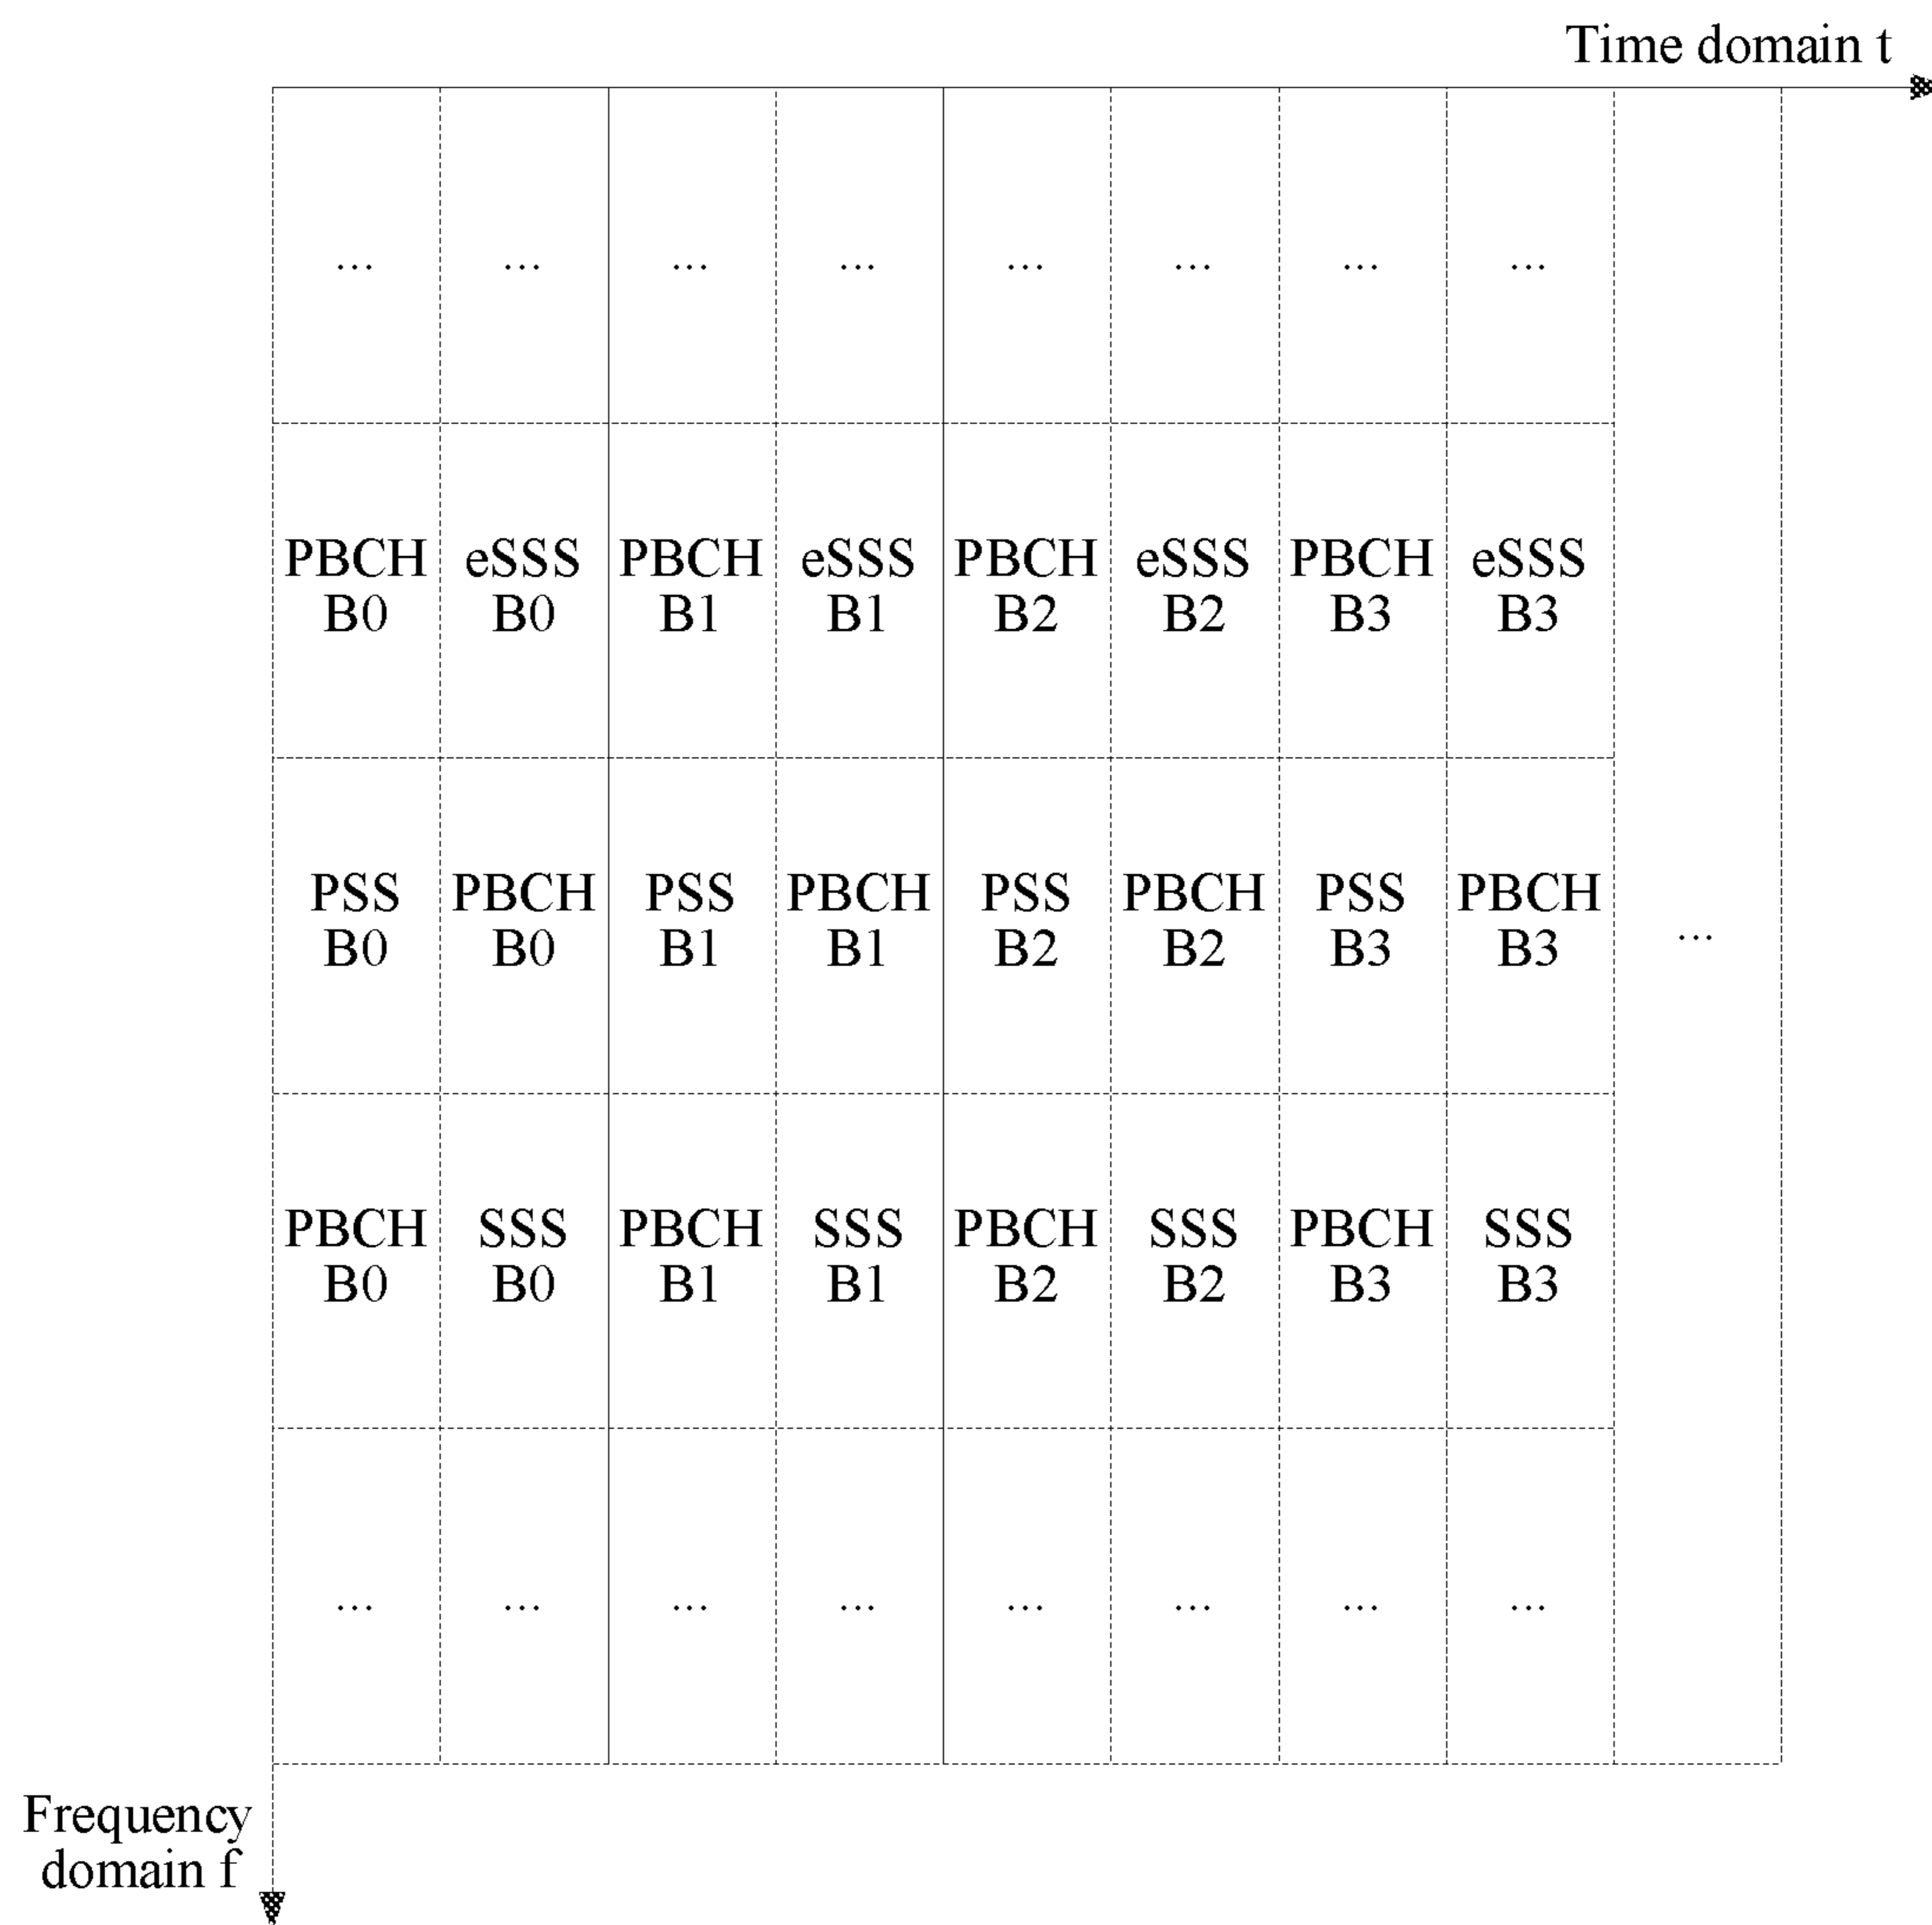 Time domain t
... ... ... ... ... ... ... ...
PBCH eSSS PBCH eSSS PBCH eSSS PBCH eSSS
B0 B0 B1 B1 B2 B2 B3 B3
PSS PBCH PSS PBCH PSS PBCH PSS PBCH
B0 B0 B1 B1 B2 B2 B3 B3 ...
PBCH SSS PBCH SSS PBCH SSS PBCH SSS
B0 B0 B1 B1 B2 B2 B3 B3
... ... ... ... ... ... ... ...
Frequency
domain f